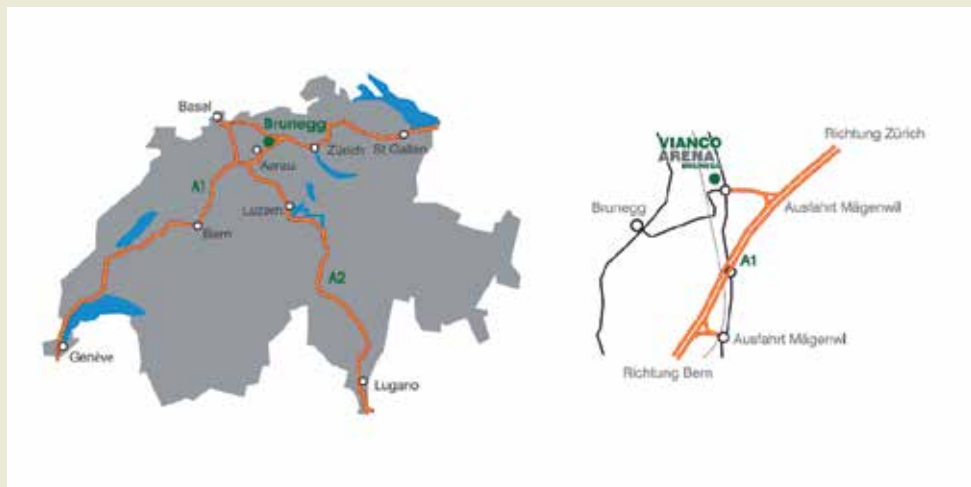 Basel
Brunegg
Zürich
St Gallen
Aarau
A1
Luzern
Bern
A2
Genève
Lugano
Richtung Zürich
VIANCO
ARENA
BRUNEGG
Brunegg
Ausfahrt Mägenwil
A1
Ausfahrt Mägenwil
Richtung Bern